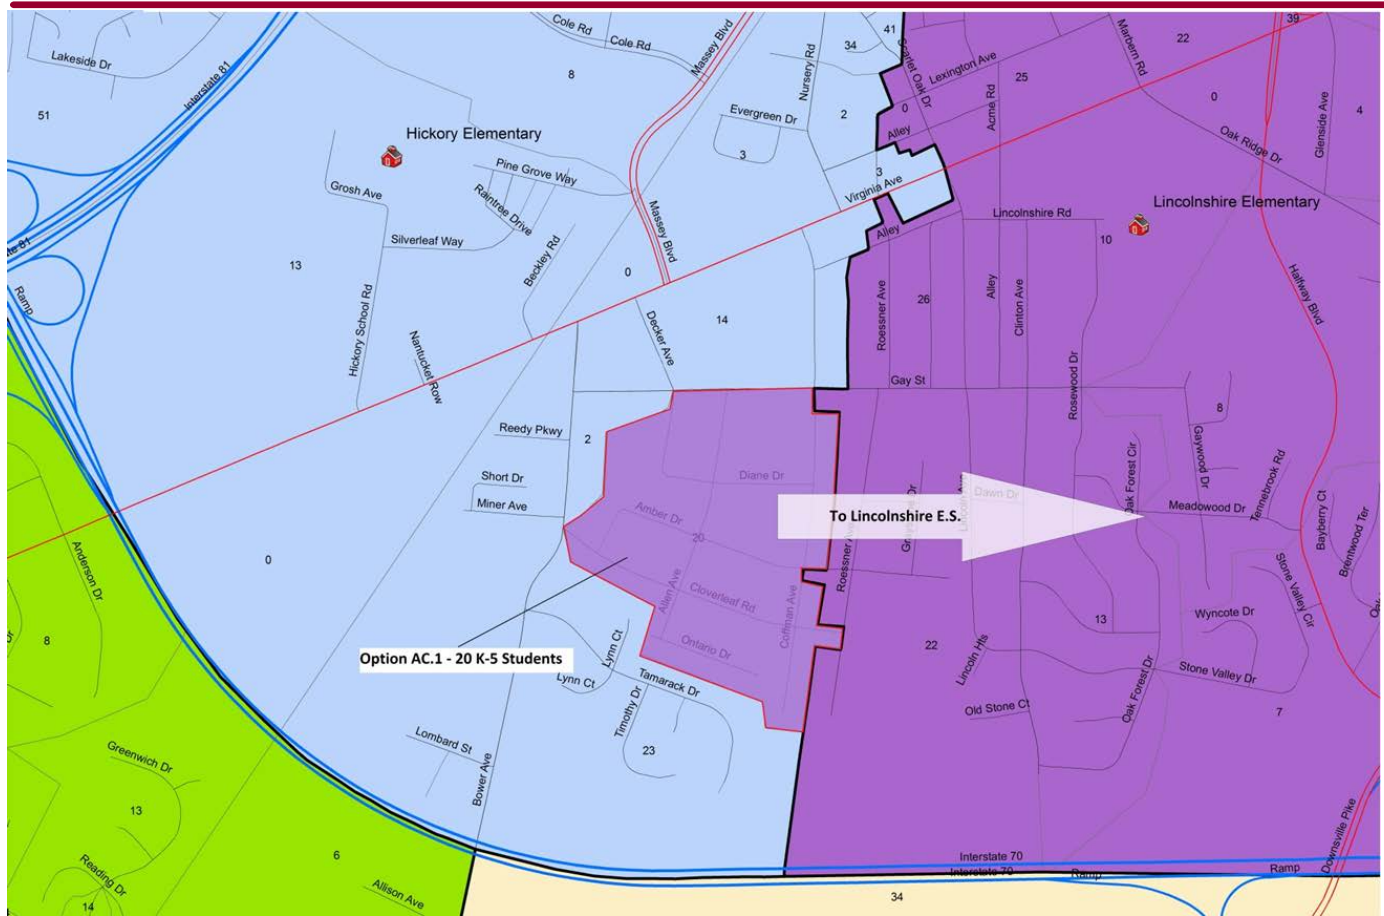 Cole Rd
Cole Rd
Massey Blvd
Nursery Rd
34
41
Scarlet Oak Dr
Lexington Ave
Marbern Rd
22
39
Lakeside Dr
Interstate 81
8
25
51
Evergreen Dr
2
0
Acme Rd
0
4
Glenside Ave
Hickory Elementary
Alley
Oak Ridge Dr
3
Pine Grove Way
3
Grosh Ave
Raintree Drive
Virginia Ave
Lincolnshire Elementary
Massey Blvd
Lincolnshire Rd
Silverleaf Way
Beckley Rd
Alley
10
13
0
Ramp
Hickory School Rd
Alley
Clinton Ave
Halfway Blvd
Roessner Ave
26
14
Decker Ave
Nantucket Row
Rosewood Dr
Gay St
8
Reedy Pkwy
2
Gaywood Dr
Oak Forest Cir
Tennebrook Rd
Short Dr
Diane Dr
Dawn Dr
Miner Ave
Amber Dr
To Lincolnshire E.S.
Meadowood Dr
Bayberry Ct
Brentwood Ter
20
Roessner Ave
Anderson Dr
0
Allen Ave
Cloverleaf Rd
Coffman Ave
Stone Valley Cir
Wyncote Dr
13
8
Ontario Dr
22
Lynn Ct
Option AC.1 - 20 K-5 Students
Lincoln Hts
Lynn Ct
Tamarack Dr
Stone Valley Dr
Oak Forest Dr
Timothy Dr
Old Stone Ct
7
Lombard St
23
Greenwich Dr
Bower Ave
13
Downsville Pike
6
Interstate 70
Interstate 70
Ramp
Ramp
Reading Dr
Allison Ave
34
14